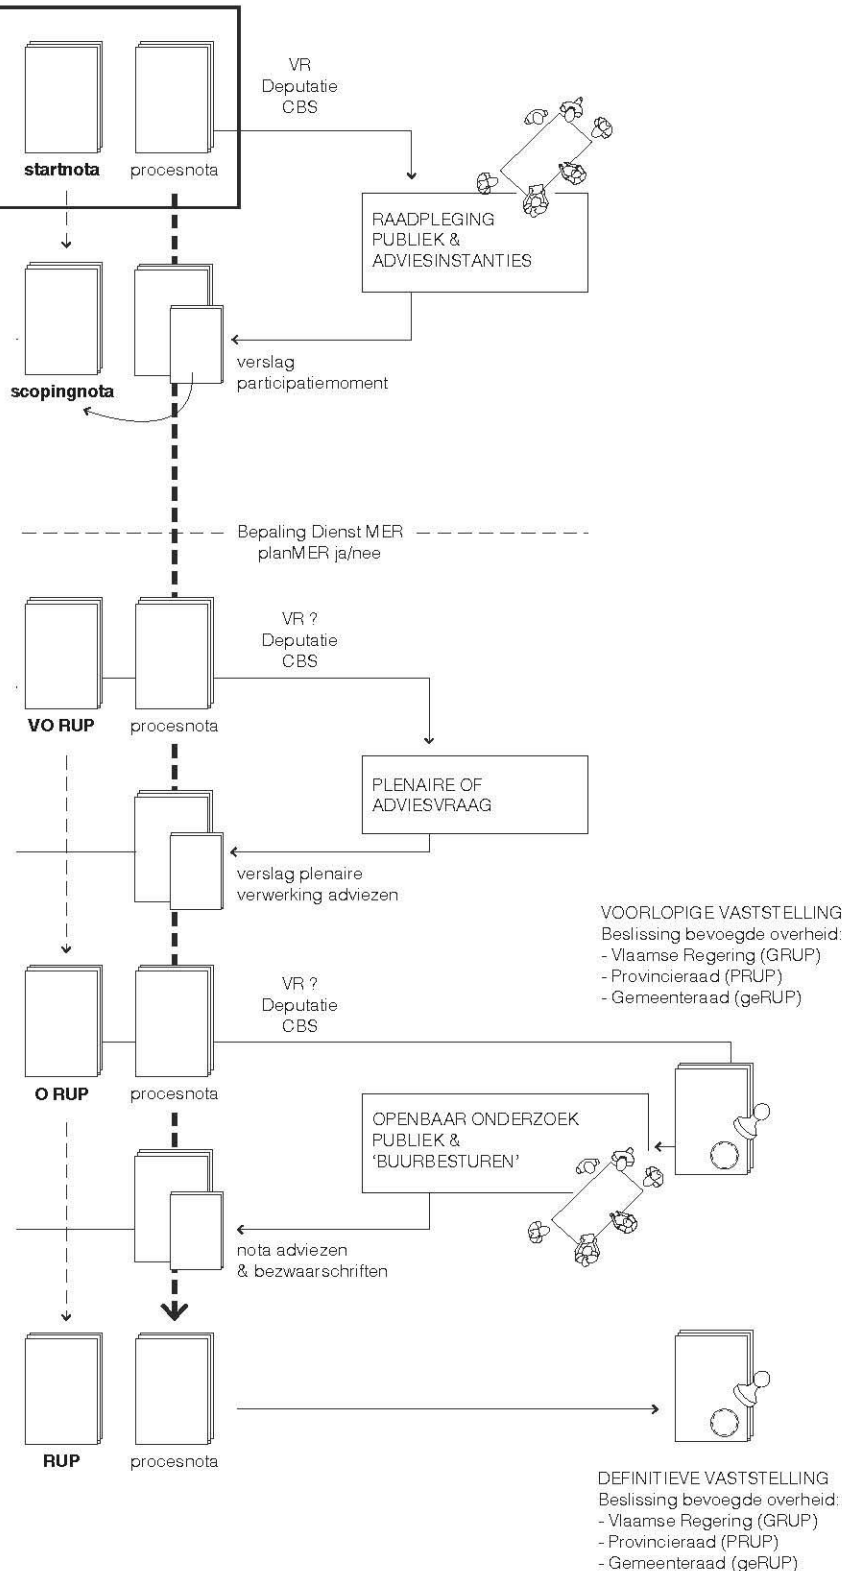 VR
Deputatie
CBS
startnota
procesnota
RAADPLEGING
PUBLIEK &
ADVIESINSTANTIES
verslag
participatiemoment
scopingnota
Bepaling Dienst MER
planMER ja/nee
VR ?
Deputatie
CBS
VO RUP
procesnota
PLENAIRE OF
ADVIESVRAAG
verslag plenaire
verwerking adviezen
VOORLOPIGE VASTSTELLING
Beslissing bevoegde overheid:
- Vlaamse Regering (GRUP)
- Provincieraad (PRUP)
- Gemeenteraad (geRUP)
VR ?
Deputatie
CBS
O RUP
procesnota
OPENBAAR ONDERZOEK
PUBLIEK &
‘BUURBESTUREN’
nota adviezen
& bezwaarschriften
RUP
procesnota
DEFINITIEVE VASTSTELLING
Beslissing bevoegde overheid:
- Vlaamse Regering (GRUP)
- Provincieraad (PRUP)
- Gemeenteraad (geRUP)